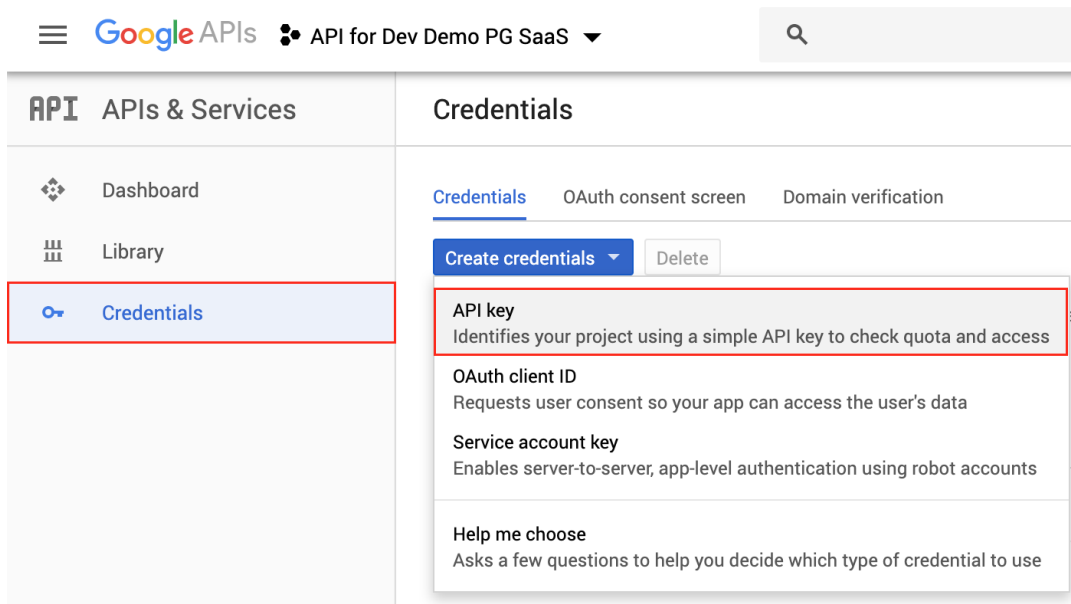 Google APIs API for Dev Demo PG SaaS
API APIs & Services
Credentials
Dashboard
Library
Credentials
Credentials OAuth consent screen Domain verification
Create credentials Delete
API key
Identifies your project using a simple API key to check quota and access
OAuth client ID
Requests user consent so your app can access the user's data
Service account key
Enables server-to-server, app-level authentication using robot accounts
Help me choose
Asks a few questions to help you decide which type of credential to use